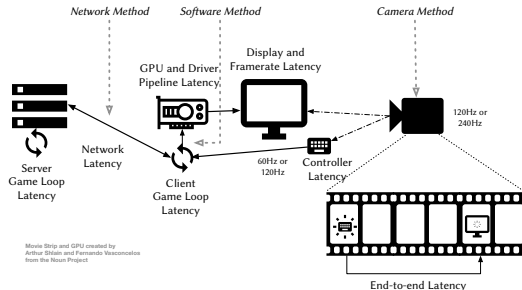 Network Method
Software Method
Camera Method
GPU and Driver
Pipeline Latency
Display and
Framerate Latency
120Hz or
240Hz
Network
Latency
60Hz or
120Hz
Controller
Latency
Server
Game Loop
Latency
Client
Game Loop
Latency
Movie Strip and GPU created by
Arthur Shlain and Fernando Vasconcelos
from the Noun Project
End-to-end Latency